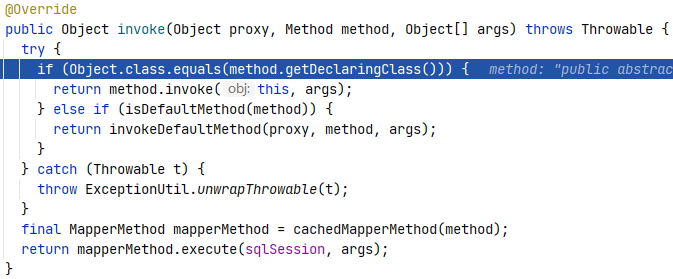 @Override
public Object invoke(Object proxy, Method method, Object[] args) throws Throwable {
  try {
    if (Object.class.equals(method.getDeclaringClass())) {  method: "public abstrac
      return method.invoke( obj: this, args);
    } else if (isDefaultMethod(method)) {
      return invokeDefaultMethod(proxy, method, args);
    }
  } catch (Throwable t) {
    throw ExceptionUtil.unwrapThrowable(t);
  }
  final MapperMethod mapperMethod = cachedMapperMethod(method);
  return mapperMethod.execute(sqlSession, args);
}